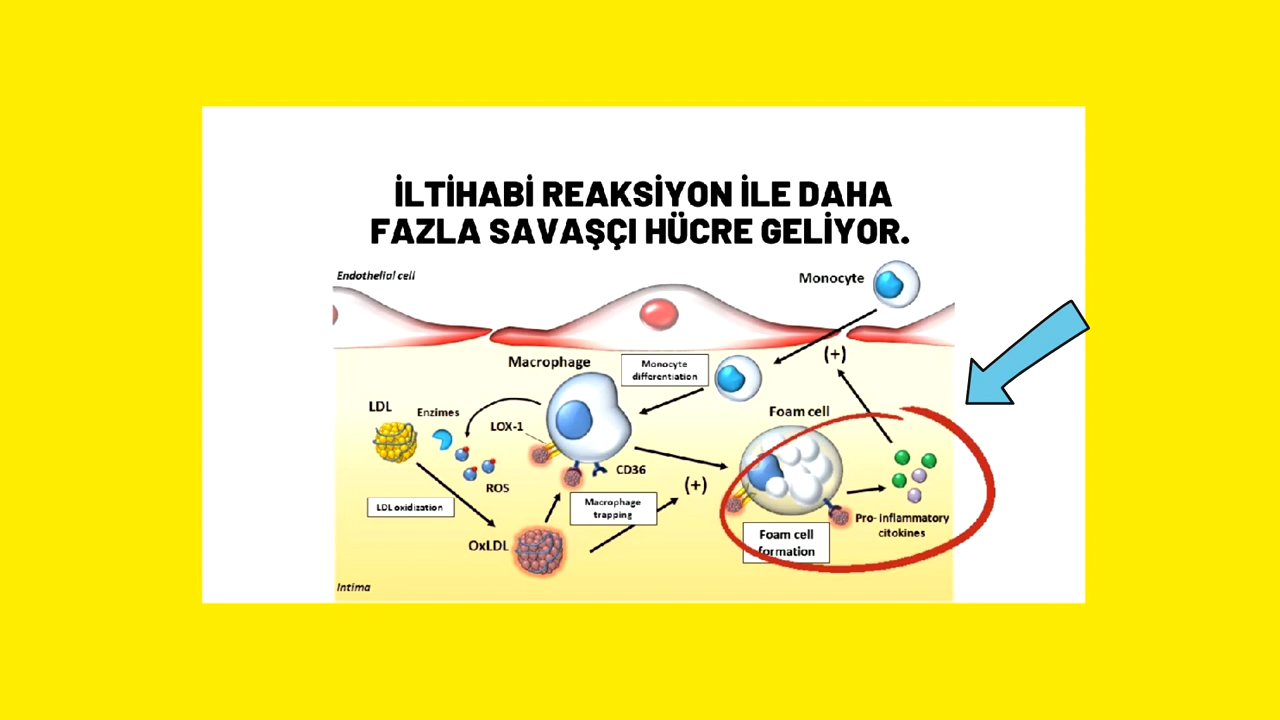 İLTİHABİ REAKSİYON İLE DAHA
FAZLA SAVAŞÇI HÜCRE GELİYOR.
Endothelial cell
Monocyte
(+)
Macrophage
Monocyte
differentiation
LDL
Enzimes
LOX-1
Foam cell
CD36
ROS
(+)
LDL oxidization
Macrophage
trapping
OxLDL
Pro- inflammatory
citokines
Foam cell
formation
Intima